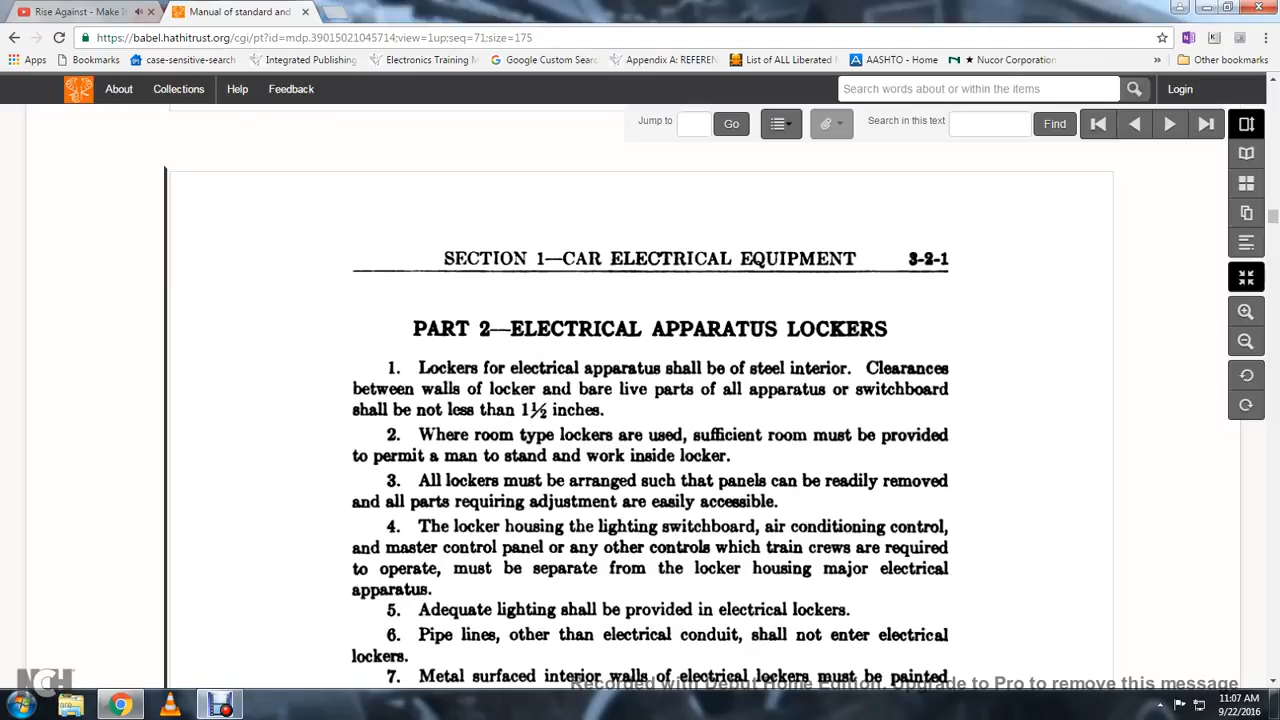 Rise Against - Make I
Manual of standard and
https://babel.hathitrust.org/cgi/pt?id=mdp.39015021045714;view=1up;seq=71;size=175
Apps
Bookmarks
case-sensitive-search
Integrated Publishing
Electronics Training,
Google Custom Sear
Appendix A: REFEREN
List of ALL Liberated
AASHTO - Home
Nucor Corporation
»
Other bookmarks
About
Collections
Help
Feedback
Search words about or within the items
Login
Jump to
Go
Search in this text
Find
SECTION 1—CAR ELECTRICAL EQUIPMENT 3-2-1
PART 2—ELECTRICAL APPARATUS LOCKERS
1. Lockers for electrical apparatus shall be of steel interior. Clearances
between walls of locker and bare live parts of all apparatus or switchboard
shall be not less than 1½ inches.
2. Where room type lockers are used, sufficient room must be provided
to permit a man to stand and work inside locker.
3. All lockers must be arranged such that panels can be readily removed
and all parts requiring adjustment are easily accessible.
4. The locker housing the lighting switchboard, air conditioning control,
and master control panel or any other controls which train crews are required
to operate, must be separate from the locker housing major electrical
apparatus.
5. Adequate lighting shall be provided in electrical lockers.
6. Pipe lines, other than electrical conduit, shall not enter electrical
lockers.
7. Metal surfaced interior walls of electrical lockers must be painted
NCH
Recorded with Debut Home Edition. Upgrade to Pro to remove this message
11:07 AM
9/22/2016